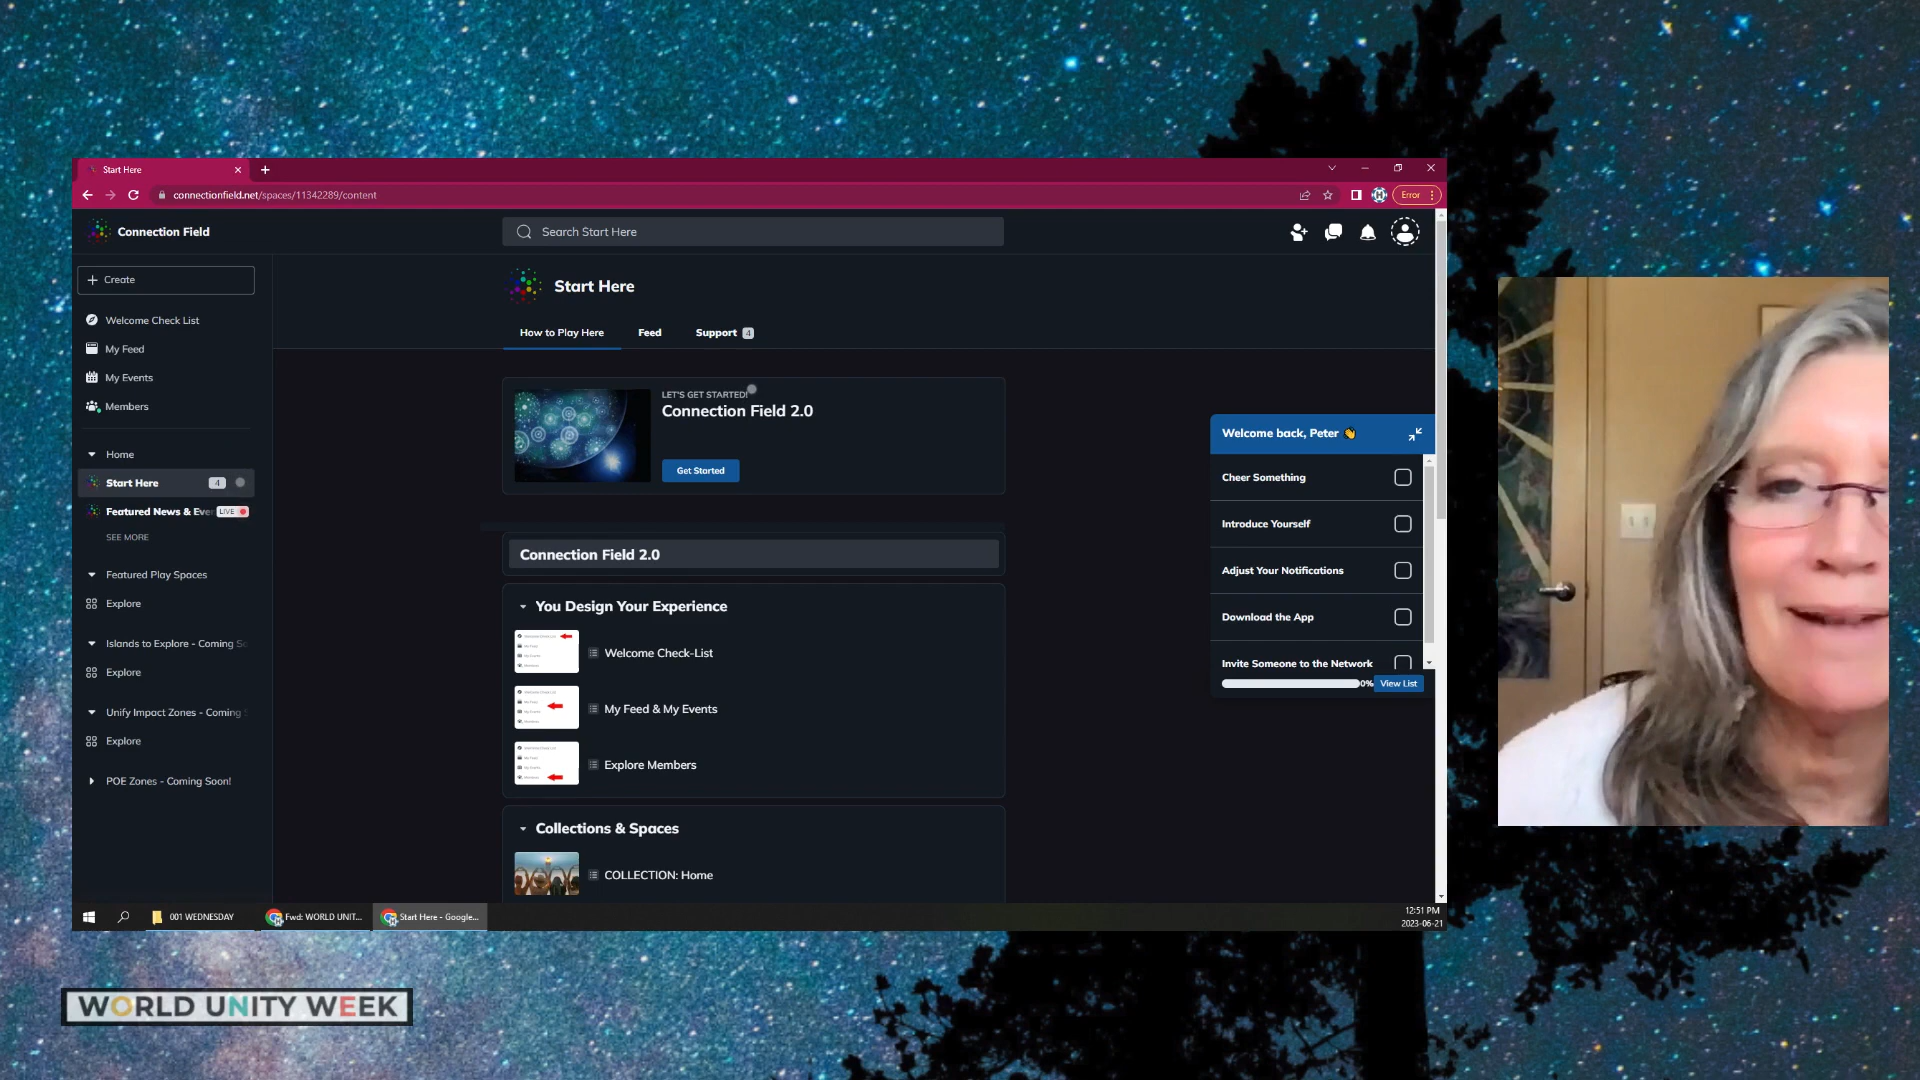 Start Here
connectionfield.net/spaces/11342289/content
Error
Connection Field
Search Start Here
Create
Welcome Check List
My Feed
My Events
Members
Home
Start Here 4
Featured News & Eve LIVE
SEE MORE
Featured Play Spaces
Explore
Islands to Explore - Coming So
Explore
Unify Impact Zones - Coming
Explore
POE Zones - Coming Soon!
Start Here
How to Play Here Feed Support 4
LET'S GET STARTED!
Connection Field 2.0
Get Started
Connection Field 2.0
You Design Your Experience
Welcome Check-List
My Feed & My Events
Explore Members
Collections & Spaces
COLLECTION: Home
Welcome back, Peter 👋
Cheer Something
Introduce Yourself
Adjust Your Notifications
Download the App
Invite Someone to the Network
0% View List
001 WEDNESDAY Fwd: WORLD UNIT... Start Here - Google...
12:51 PM
2023-06-21
WORLD UNITY WEEK